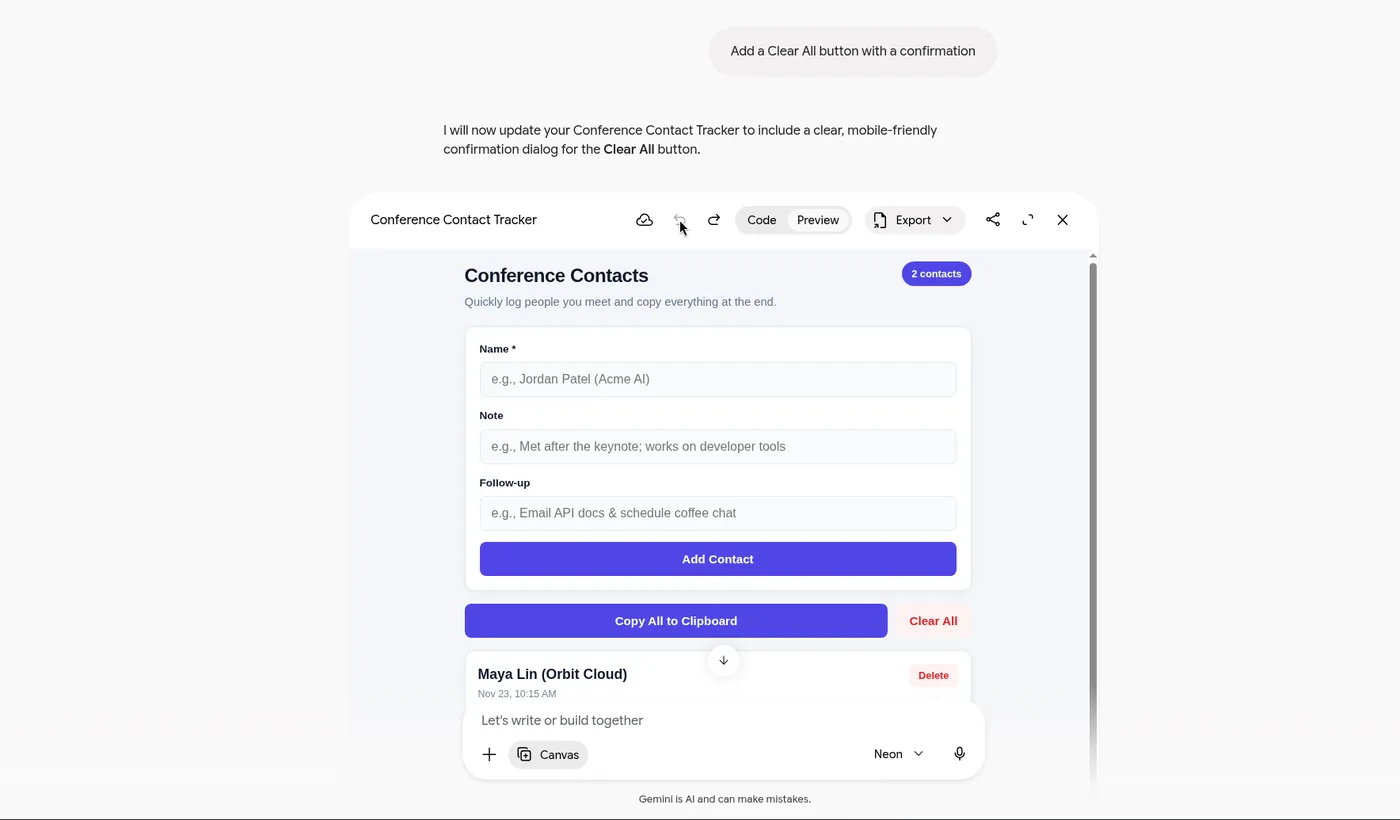 Add a Clear All button with a confirmation
I will now update your Conference Contact Tracker to include a clear, mobile-friendly
confirmation dialog for the Clear All button.
Conference Contact Tracker
Code
Preview
Export
Conference Contacts
2 contacts
Quickly log people you meet and copy everything at the end.
Name *
e.g., Jordan Patel (Acme AI)
Note
e.g., Met after the keynote; works on developer tools
Follow-up
e.g., Email API docs & schedule coffee chat
Add Contact
Copy All to Clipboard
Clear All
Maya Lin (Orbit Cloud)
Delete
Nov 23, 10:15 AM
Let's write or build together
Canvas
Neon
Gemini is AI and can make mistakes.